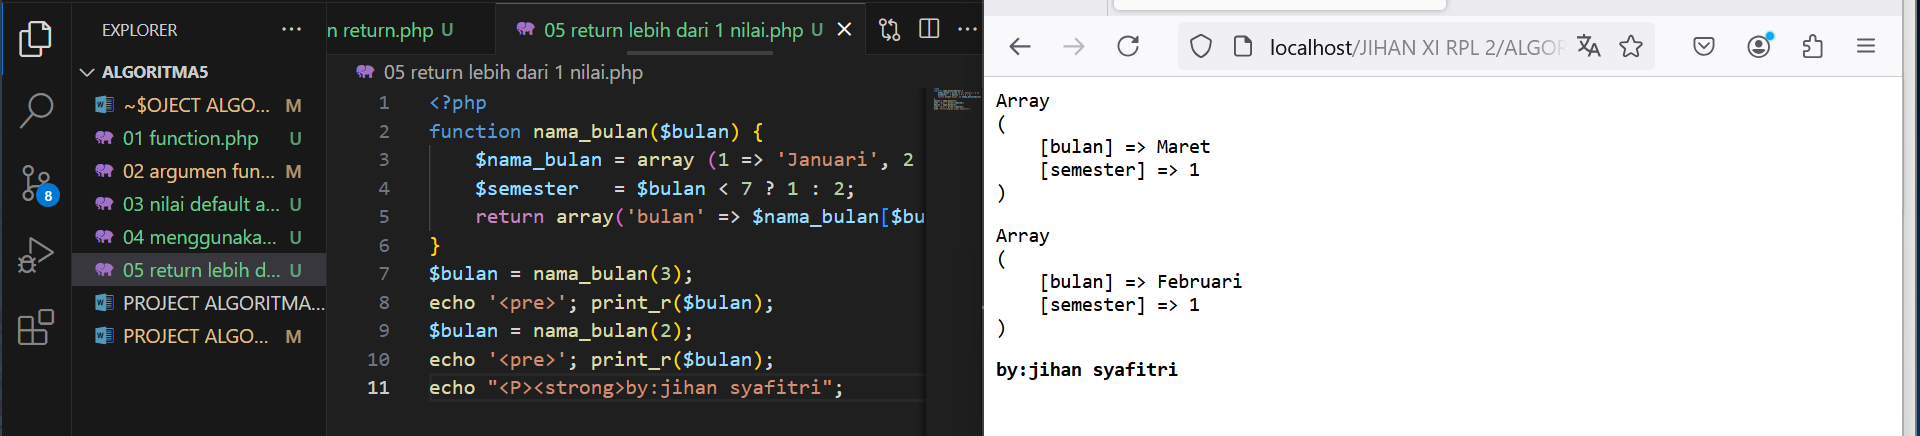 EXPLORER
ALGORITMA5
~$OJECT ALGO... M
01 function.php U
02 argumen fun... M
03 nilai default a... U
04 menggunaka... U
05 return lebih d... U
PROJECT ALGORITMA...
PROJECT ALGO... M
8
n return.php U
05 return lebih dari 1 nilai.php U
05 return lebih dari 1 nilai.php
1 <?php
2 function nama_bulan($bulan) {
3 $nama_bulan = array (1 => 'Januari', 2
4 $semester = $bulan < 7 ? 1 : 2;
5 return array('bulan' => $nama_bulan[$bu
6 }
7 $bulan = nama_bulan(3);
8 echo '<pre>'; print_r($bulan);
9 $bulan = nama_bulan(2);
10 echo '<pre>'; print_r($bulan);
11 echo "<P><strong>by:jihan syafitri";
localhost/JIHAN XI RPL 2/ALGOR
Array
(
[bulan] => Maret
[semester] => 1
)
Array
(
[bulan] => Februari
[semester] => 1
)
by:jihan syafitri